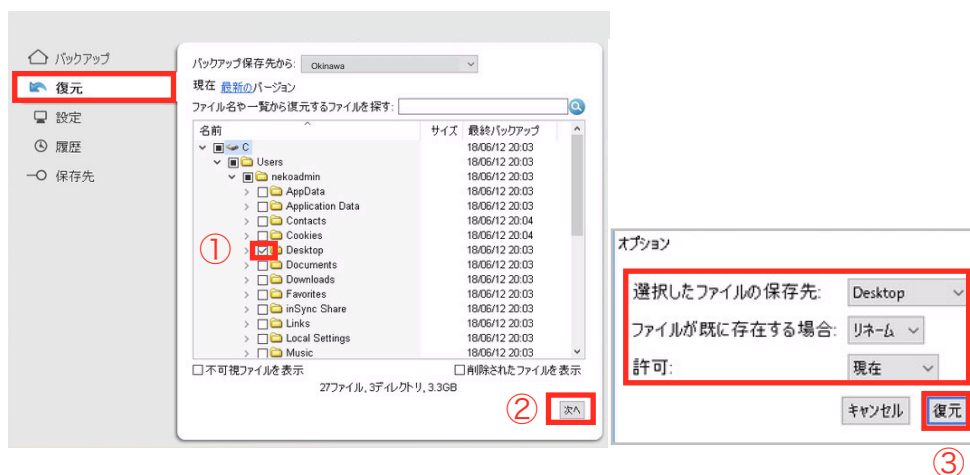 バックアップ
復元
設定
履歴
保存先
バックアップ保存先から: Okinawa
現在 最新のバージョン
ファイル名や一覧から復元するファイルを探す:
名前 サイズ 最終バックアップ
C 18/06/12 20:03
Users 18/06/12 20:03
nekoadmin 18/06/12 20:03
AppData 18/06/12 20:03
Application Data 18/06/12 20:03
Contacts 18/06/12 20:04
Cookies 18/06/12 20:04
① Desktop 18/06/12 20:03
Documents 18/06/12 20:03
Downloads 18/06/12 20:03
Favorites 18/06/12 20:03
inSync Share 18/06/12 20:03
Links 18/06/12 20:03
Local Settings 18/06/12 20:03
Music 18/06/12 20:03
不可視ファイルを表示 削除されたファイルを表示
27ファイル, 3ディレクトリ, 3.3GB
② 次へ
オプション
選択したファイルの保存先: Desktop
ファイルが既に存在する場合: リネーム
許可: 現在
キャンセル 復元
③